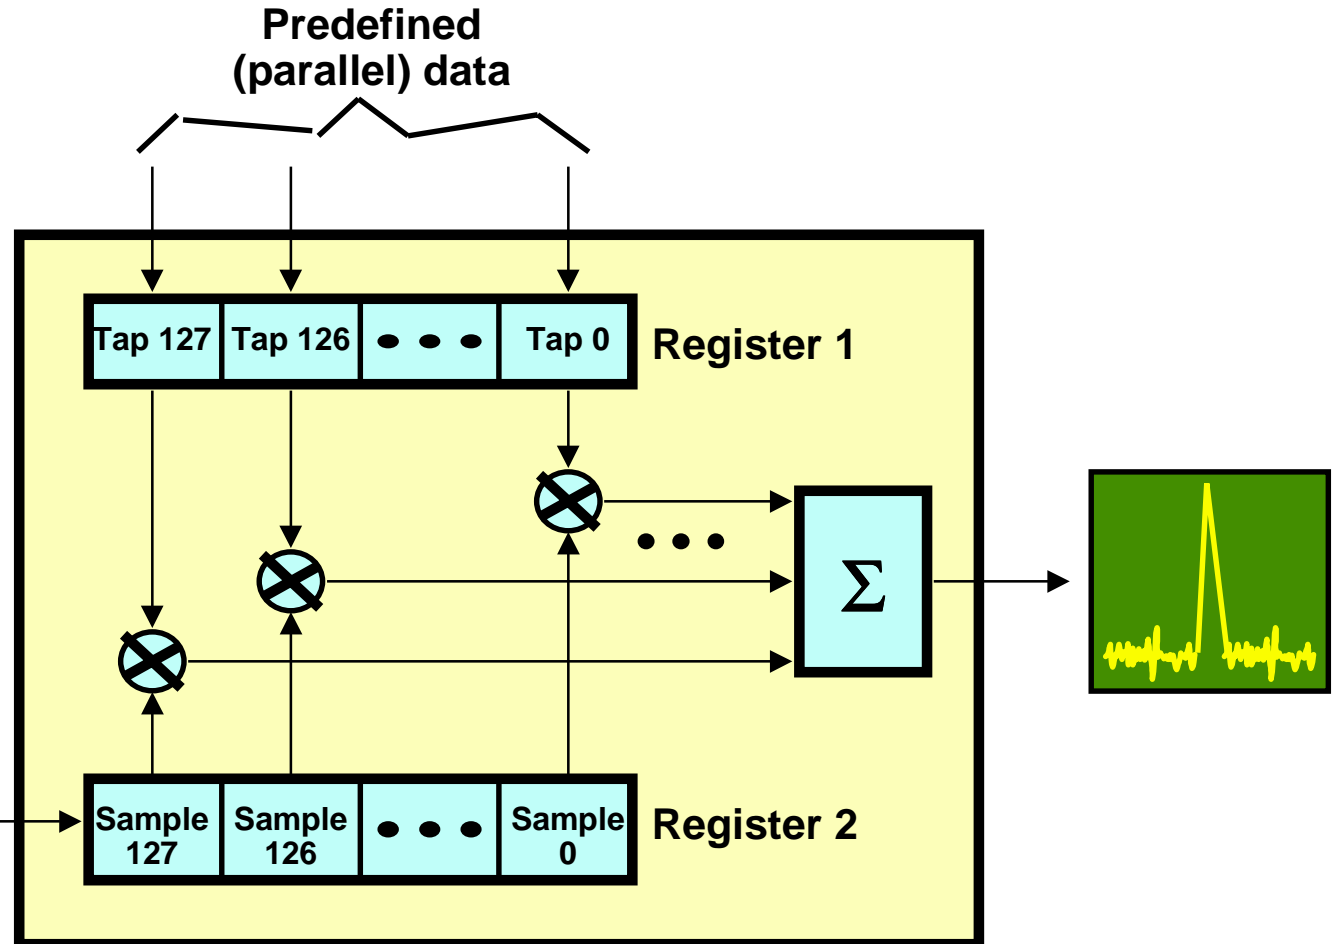 Predefined
(parallel) data
Tap 127 Tap 126 • • • Tap 0 Register 1
• • •
Σ
Sample 127 Sample 126 • • • Sample 0 Register 2